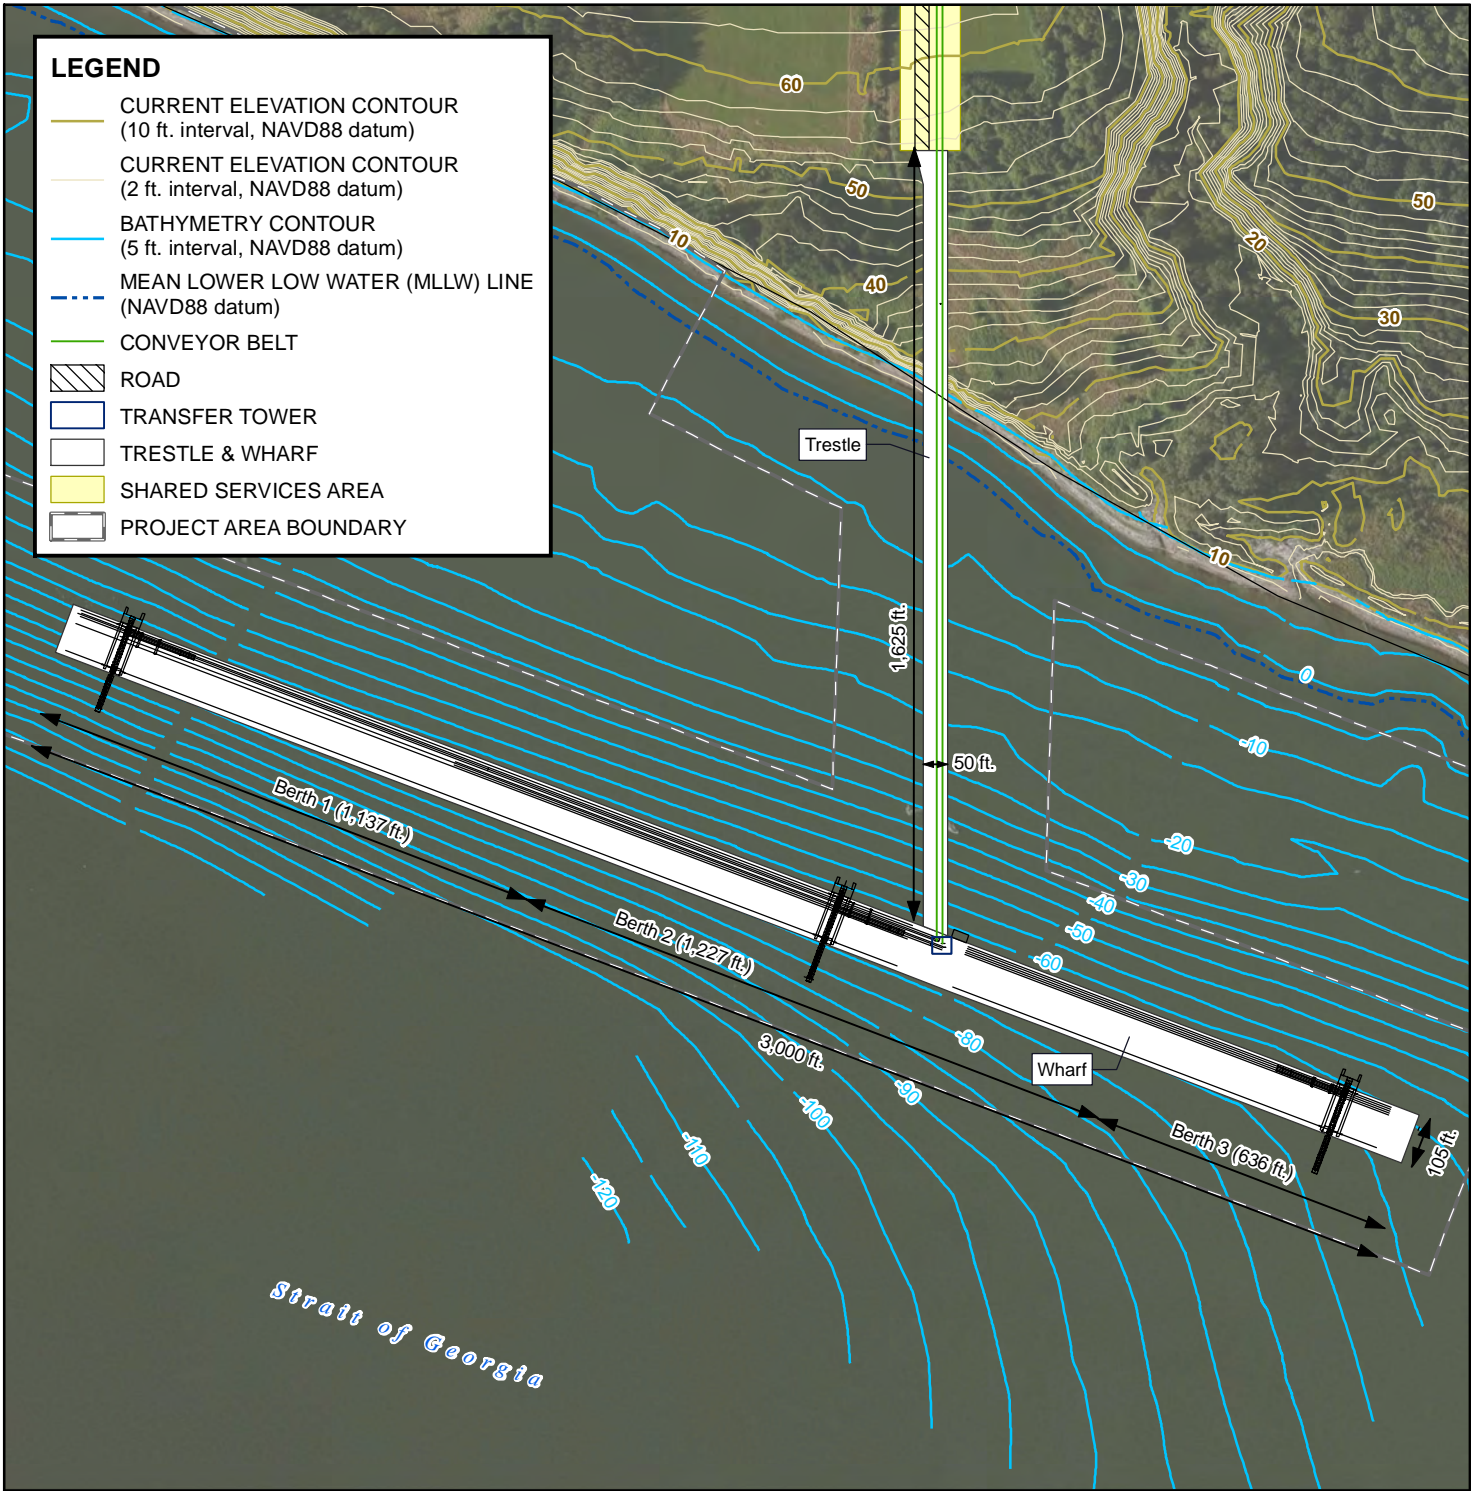 LEGEND
CURRENT ELEVATION CONTOUR
(10 ft. interval, NAVD88 datum)
CURRENT ELEVATION CONTOUR
(2 ft. interval, NAVD88 datum)
BATHYMETRY CONTOUR
(5 ft. interval, NAVD88 datum)
MEAN LOWER LOW WATER (MLLW) LINE
(NAVD88 datum)
CONVEYOR BELT
ROAD
TRANSFER TOWER
TRESTLE & WHARF
SHARED SERVICES AREA
PROJECT AREA BOUNDARY
60
50
50
10
20
40
30
Trestle
10
1,625 ft.
0
-10
50 ft.
Berth 1 (1,137 ft.)
-20
-30
-40
-50
-60
Berth 2 (1,227 ft.)
3,000 ft.
-80
Wharf
-90
-100
-110
-120
Berth 3 (636 ft.)
105 ft.
Strait of Georgia